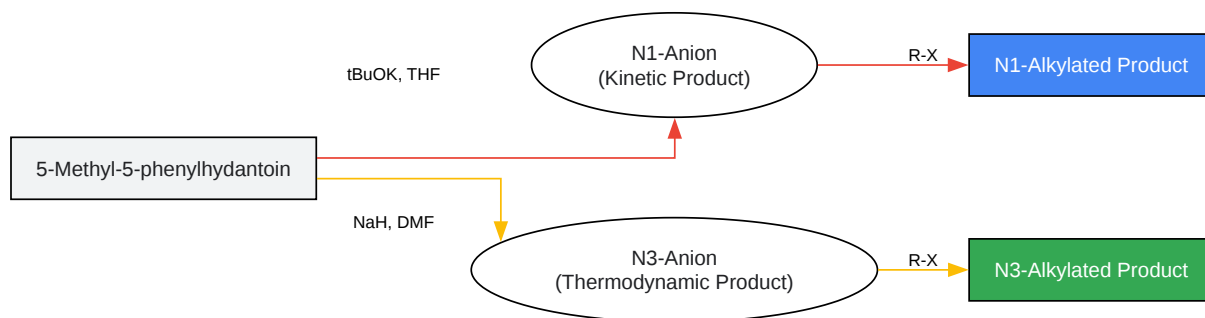 tBuOK, THF
N1-Anion
(Kinetic Product)
R-X
N1-Alkylated Product
5-Methyl-5-phenylhydantoin
NaH, DMF
N3-Anion
(Thermodynamic Product)
R-X
N3-Alkylated Product